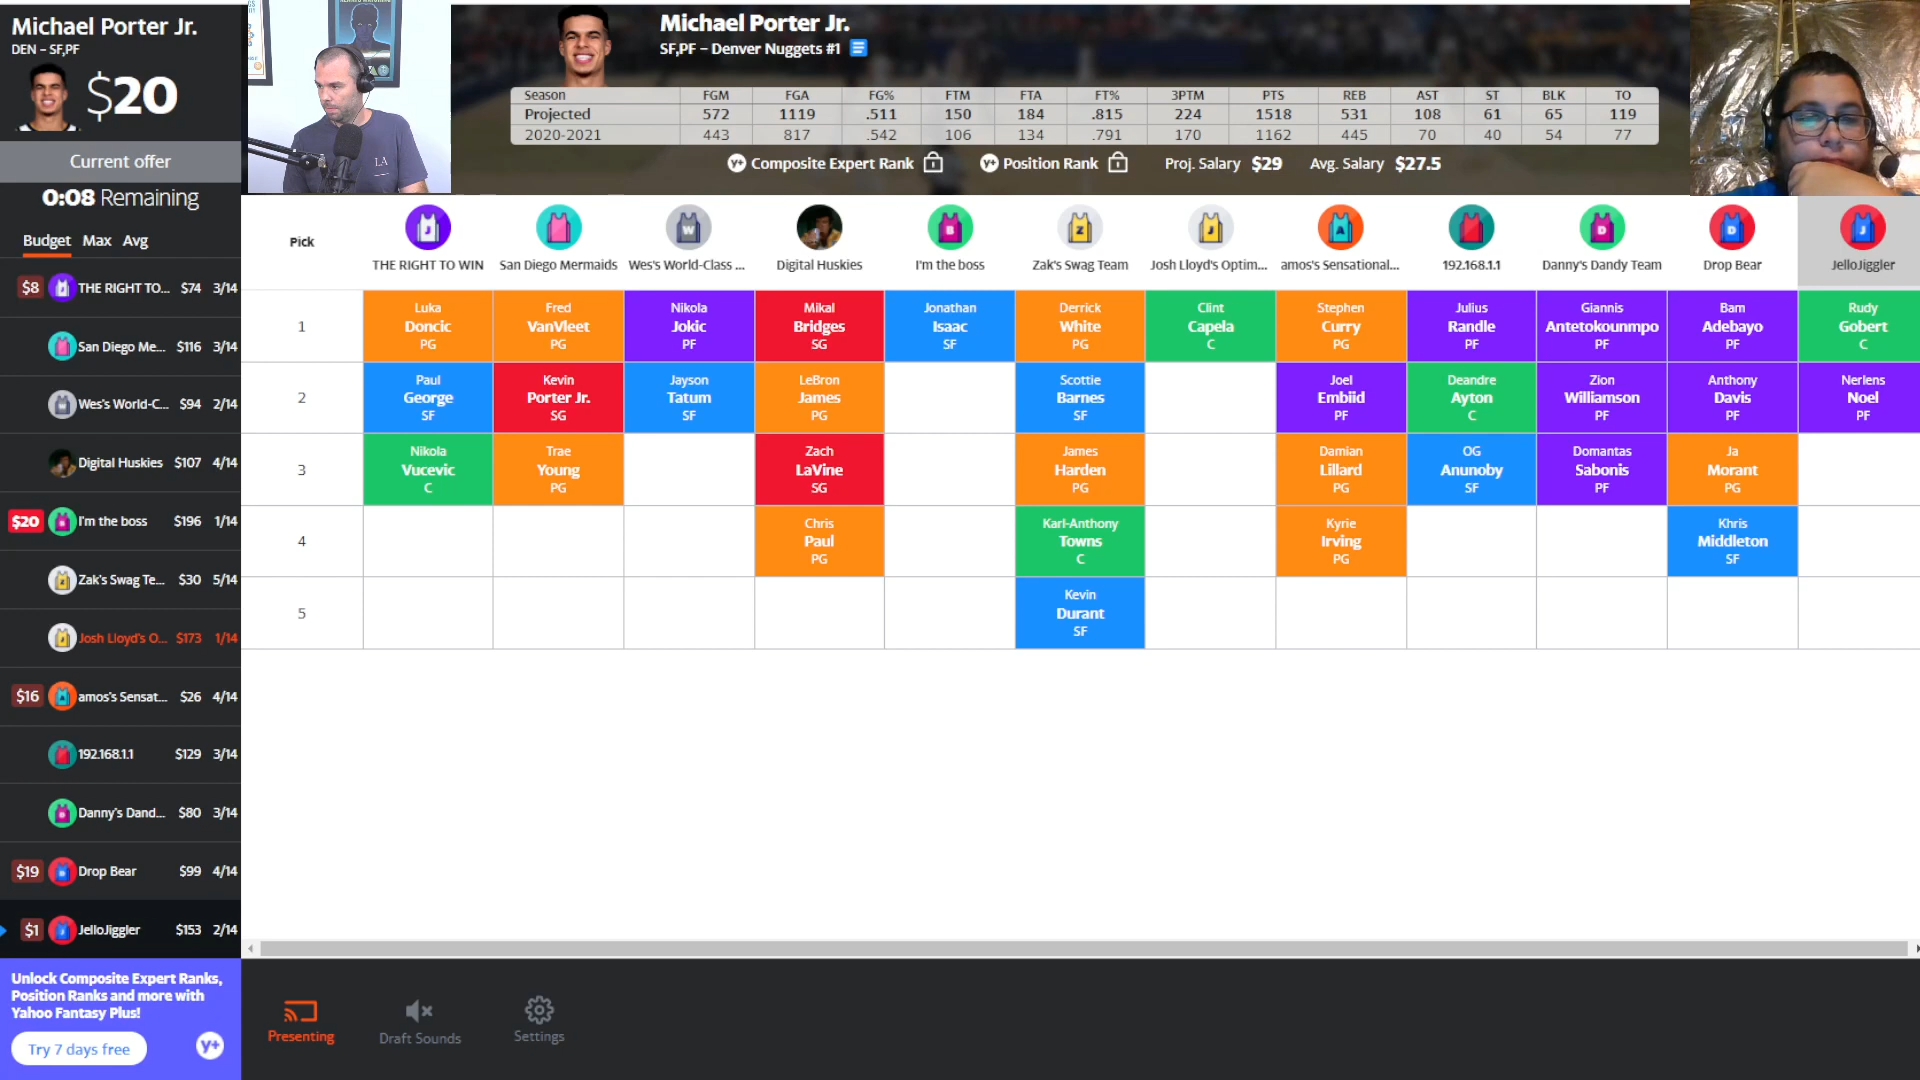 Michael Porter Jr.
DEN – SF,PF
$20
Current offer
0:08 Remaining
Budget Max Avg
$8 THE RIGHT TO... $74 3/14
San Diego Me... $116 3/14
Wes's World-C... $94 2/14
Digital Huskies $107 4/14
$20 I'm the boss $196 1/14
Zak's Swag Te... $30 5/14
Josh Lloyd's O... $173 1/14
$16 amos's Sensat... $26 4/14
192.168.1.1 $129 3/14
Danny's Dand... $80 3/14
$19 Drop Bear $99 4/14
$1 JelloJiggler $153 2/14
Unlock Composite Expert Ranks,
Position Ranks and more with
Yahoo Fantasy Plus!
Try 7 days free y+
LA
Michael Porter Jr.
SF,PF – Denver Nuggets #1
Season FGM FGA FG% FTM FTA FT% 3PTM PTS REB AST ST BLK TO
Projected 572 1119 .511 150 184 .815 224 1518 531 108 61 65 119
2020-2021 443 817 .542 106 134 .791 170 1162 445 70 40 54 77
y+ Composite Expert Rank y+ Position Rank Proj. Salary $29 Avg. Salary $27.5
J W B Z J A D D J
Pick THE RIGHT TO WIN San Diego Mermaids Wes's World-Class ... Digital Huskies I'm the boss Zak's Swag Team Josh Lloyd's Optim... amos's Sensational... 192.168.1.1 Danny's Dandy Team Drop Bear JelloJiggler
Luka Fred Nikola Mikal Jonathan Derrick Clint Stephen Julius Giannis Bam Rudy
1 Doncic VanVleet Jokic Bridges Isaac White Capela Curry Randle Antetokounmpo Adebayo Gobert
PG PG PF SG SF PG C PG PF PF PF C
Paul Kevin Jayson LeBron Scottie Joel Deandre Zion Anthony Nerlens
2 George Porter Jr. Tatum James Barnes Embiid Ayton Williamson Davis Noel
SF SG SF PG SF PF C PF PF PF
Nikola Trae Zach James Damian OG Domantas Ja
3 Vucevic Young LaVine Harden Lillard Anunoby Sabonis Morant
C PG SG PG PG SF PF PG
Chris Karl-Anthony Kyrie Khris
4 Paul Towns Irving Middleton
PG C PG SF
Kevin
5 Durant
SF
Presenting Draft Sounds Settings